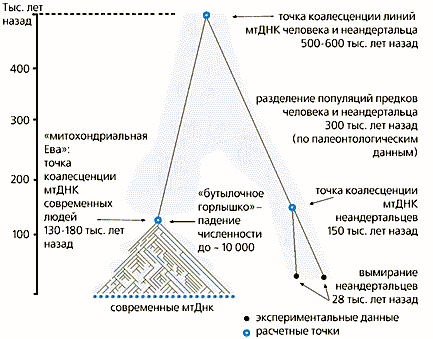 тыс. лет
назад
400
300
200
100
точка коалесценции линий
мтДНК человека и неандертальца
500-600 тыс. лет назад
разделение популяций предков
человека и неандертальца
300 тыс. лет назад
(по палеонтологическим
данным)
«митохондриальная
Ева»:
точка
коалесценции
мтДНК
современных
людей
130-180 тыс. лет
назад
«бутылочное
горлышко» –
падение
численности
до ~ 10 000
точка коалесценции
мтДНК
неандертальцев
150 тыс. лет назад
вымирание
неандертальцев
28 тыс. лет назад
современные мтДнк
экспериментальные данные
расчетные точки